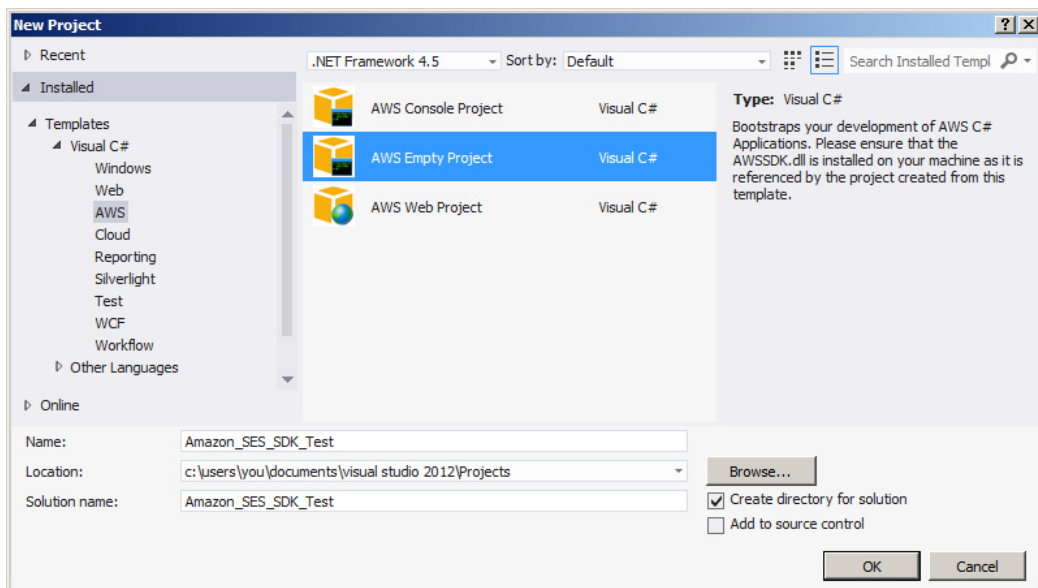 New Project
Recent
.NET Framework 4.5 Sort by: Default Search Installed Templ
Installed
Templates
Visual C#
Windows
Web
AWS
Cloud
Reporting
Silverlight
Test
WCF
Workflow
Other Languages
Online
AWS Console Project Visual C#
AWS Empty Project Visual C#
AWS Web Project Visual C#
Type: Visual C#
Bootstraps your development of AWS C#
Applications. Please ensure that the
AWSSDK.dll is installed on your machine as it is
referenced by the project created from this
template.
Name: Amazon_SES_SDK_Test
Location: c:\users\you\documents\visual studio 2012\Projects Browse...
Solution name: Amazon_SES_SDK_Test
Create directory for solution
Add to source control
OK Cancel